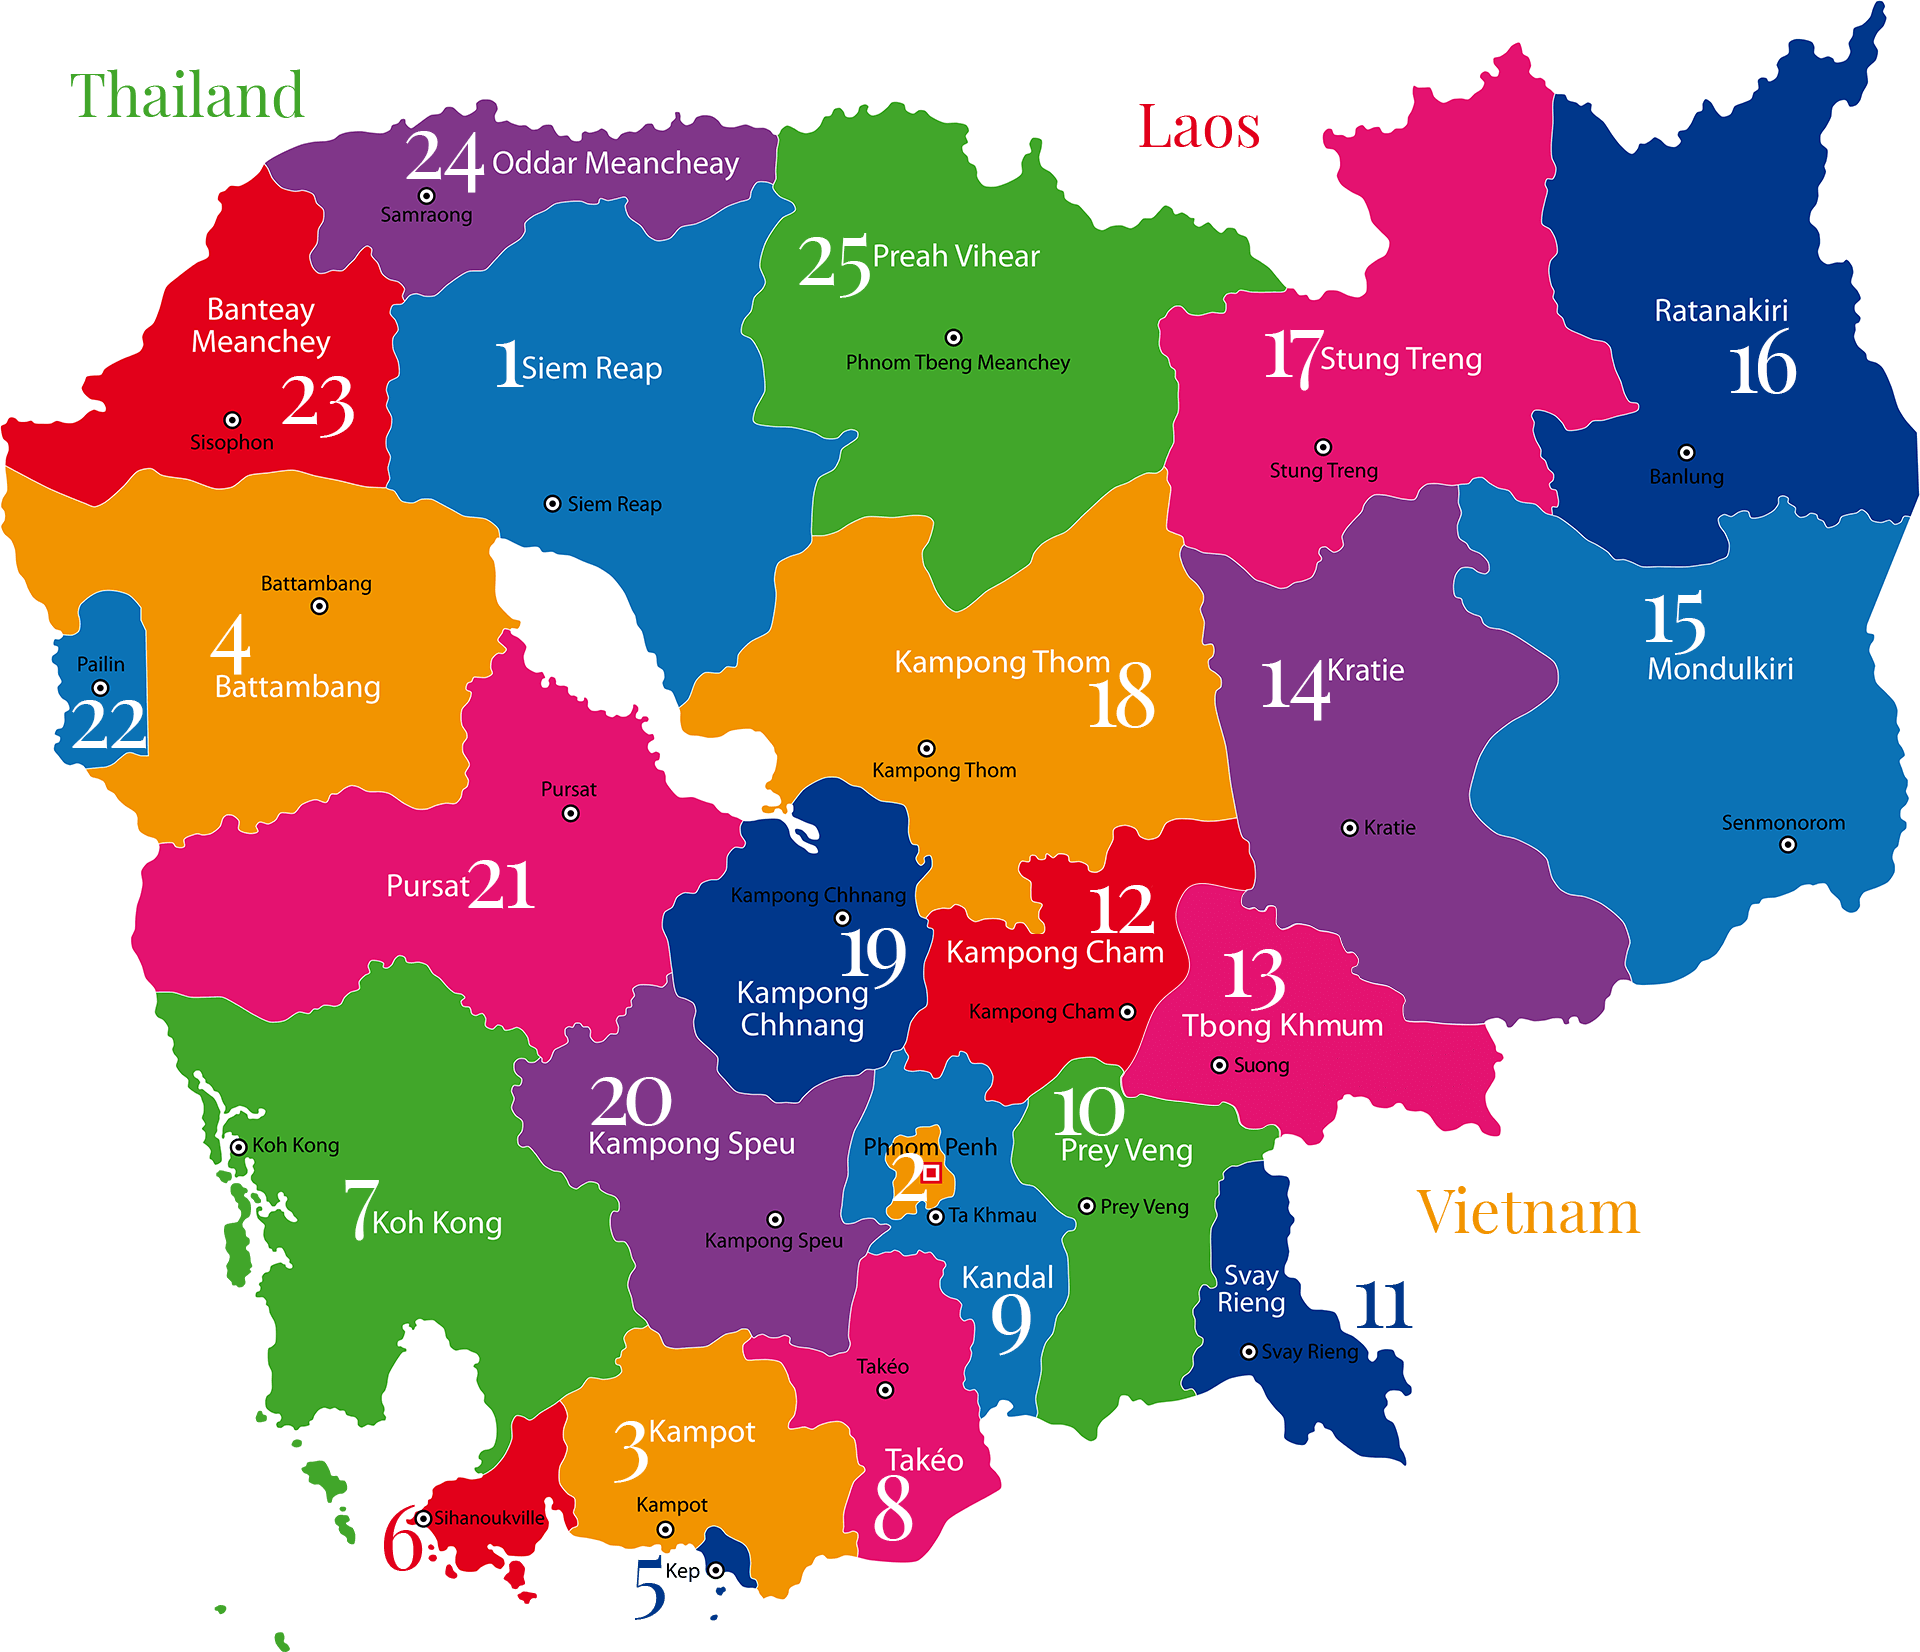 Thailand
Laos
24 Oddar Meancheay
Samraong
25 Preah Vihear
Phnom Tbeng Meanchey
Banteay
Meanchey
23
Sisophon
1 Siem Reap
Siem Reap
17 Stung Treng
Stung Treng
Ratanakiri
16
Banlung
Battambang
4
Battambang
Pailin
22
Kampong Thom
18
Kampong Thom
14 Kratie
Kratie
15
Mondulkiri
Senmonorom
Pursat
Pursat 21
Kampong Chhnang
19
Kampong
Chhnang
12
Kampong Cham
Kampong Cham
13
Tbong Khmum
Suong
20
Kampong Speu
Kampong Speu
Koh Kong
7 Koh Kong
Phnom Penh
2
Ta Khmau
Kandal
9
10
Prey Veng
Prey Veng
Vietnam
Svay
Rieng
11
Svay Rieng
Takéo
Takéo
8
3 Kampot
Kampot
6 Sihanoukville
5 Kep